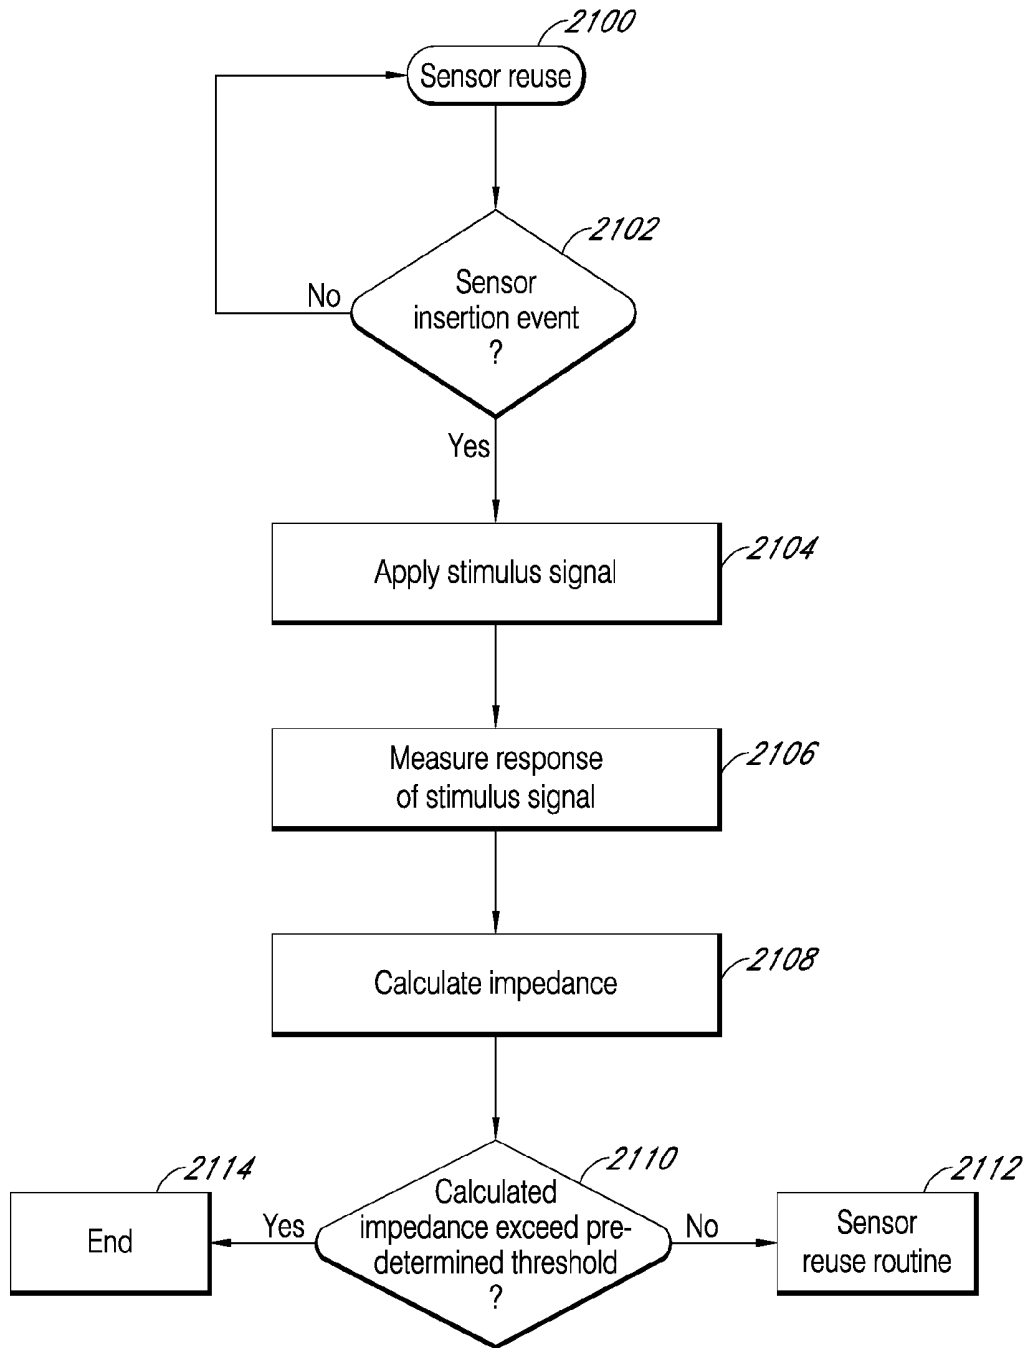 2100
Sensor reuse
2102
Sensor
insertion event
?
No
Yes
2104
Apply stimulus signal
2106
Measure response
of stimulus signal
2108
Calculate impedance
2110
Calculated
impedance exceed pre-
determined threshold
?
Yes
No
2114
End
2112
Sensor
reuse routine